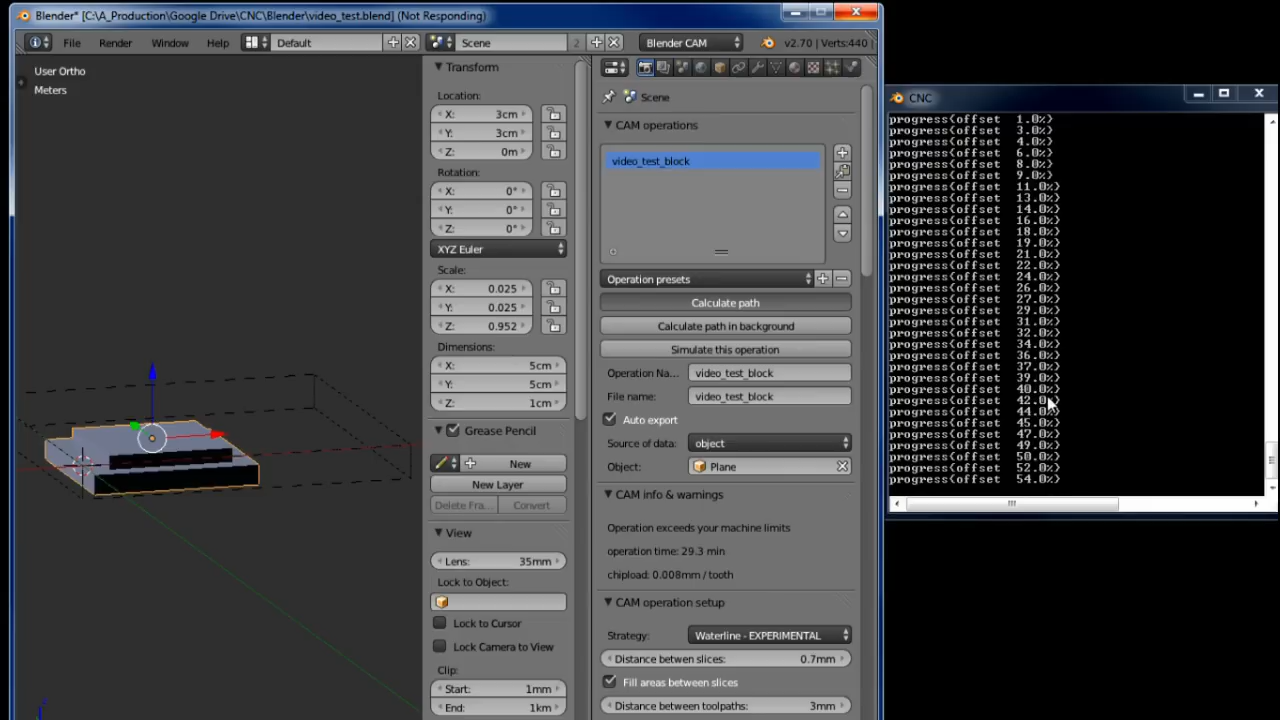 Blender* [C:\A_Production\Google Drive\CNC\Blender\video_test.blend] (Not Responding)
File Render Window Help Default Scene 2 Blender CAM v2.70 | Verts:440 |
User Ortho
Meters
Transform
Location:
X: 3cm
Y: 3cm
Z: 0m
Rotation:
X: 0°
Y: 0°
Z: 0°
XYZ Euler
Scale:
X: 0.025
Y: 0.025
Z: 0.952
Dimensions:
X: 5cm
Y: 5cm
Z: 1cm
Grease Pencil
New
New Layer
Delete Fra... Convert
View
Lens: 35mm
Lock to Object:
Lock to Cursor
Lock Camera to View
Clip:
Start: 1mm
End: 1km
Scene
CAM operations
video_test_block
Operation presets
Calculate path
Calculate path in background
Simulate this operation
Operation Na... video_test_block
File name: video_test_block
Auto export
Source of data: object
Object: Plane
CAM info & warnings
Operation exceeds your machine limits
operation time: 29.3 min
chipload: 0.008mm / tooth
CAM operation setup
Strategy: Waterline - EXPERIMENTAL
Distance betwen slices: 0.7mm
Fill areas between slices
Distance between toolpaths: 3mm
CNC
progress(offset 1.0%)
progress(offset 3.0%)
progress(offset 4.0%)
progress(offset 6.0%)
progress(offset 8.0%)
progress(offset 9.0%)
progress(offset 11.0%)
progress(offset 13.0%)
progress(offset 14.0%)
progress(offset 16.0%)
progress(offset 18.0%)
progress(offset 19.0%)
progress(offset 21.0%)
progress(offset 22.0%)
progress(offset 24.0%)
progress(offset 26.0%)
progress(offset 27.0%)
progress(offset 29.0%)
progress(offset 31.0%)
progress(offset 32.0%)
progress(offset 34.0%)
progress(offset 36.0%)
progress(offset 37.0%)
progress(offset 39.0%)
progress(offset 40.0%)
progress(offset 42.0%)
progress(offset 44.0%)
progress(offset 45.0%)
progress(offset 47.0%)
progress(offset 49.0%)
progress(offset 50.0%)
progress(offset 52.0%)
progress(offset 54.0%)